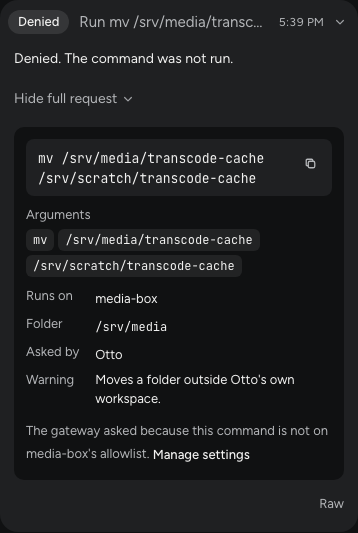 Denied Run mv /srv/media/transc... 5:39 PM
Denied. The command was not run.
Hide full request
mv /srv/media/transcode-cache
/srv/scratch/transcode-cache
Arguments
mv /srv/media/transcode-cache
/srv/scratch/transcode-cache
Runs on media-box
Folder /srv/media
Asked by Otto
Warning Moves a folder outside Otto's own
workspace.
The gateway asked because this command is not on
media-box's allowlist. Manage settings
Raw